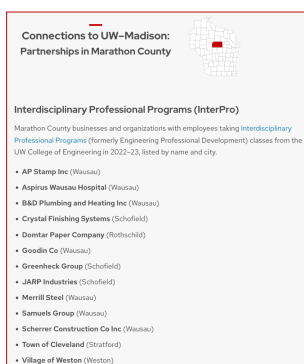 Connections to UW–Madison:
Partnerships in Marathon County
Interdisciplinary Professional Programs (InterPro)
Marathon County businesses and organizations with employees taking Interdisciplinary
Professional Programs (formerly Engineering Professional Development) classes from the
UW College of Engineering in 2022–23, listed by name and city.
• AP Stamp Inc (Wausau)
• Aspirus Wausau Hospital (Wausau)
• B&D Plumbing and Heating Inc (Wausau)
• Crystal Finishing Systems (Schofield)
• Domtar Paper Company (Rothschild)
• Goodin Co (Wausau)
• Greenheck Group (Schofield)
• JARP Industries (Schofield)
• Merrill Steel (Wausau)
• Samuels Group (Wausau)
• Scherrer Construction Co Inc (Wausau)
• Town of Cleveland (Stratford)
• Village of Weston (Weston)